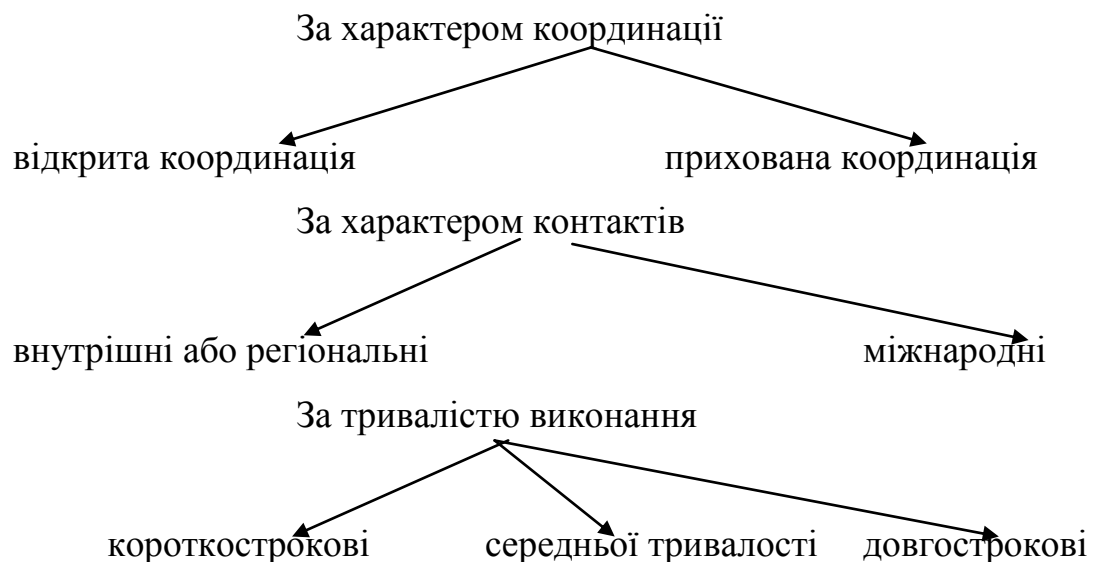 За характером координації
відкрита координація прихована координація
За характером контактів
внутрішні або регіональні міжнародні
За тривалістю виконання
короткострокові середньої тривалості довгострокові